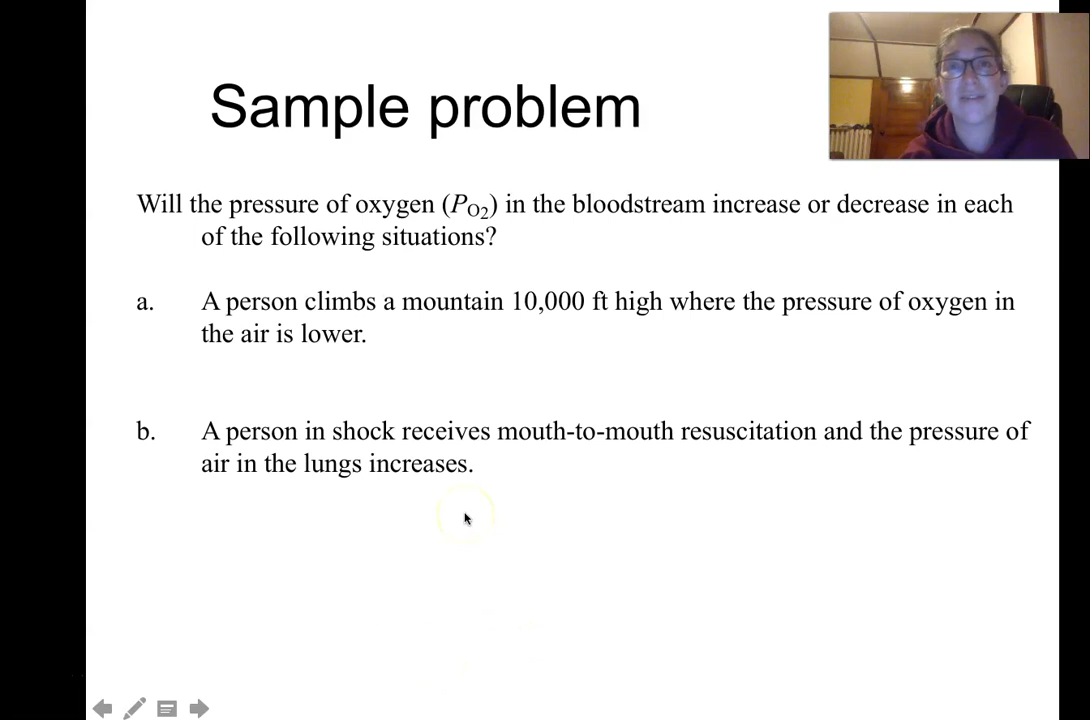 Sample problem
Will the pressure of oxygen (P_O₂) in the bloodstream increase or decrease in each
of the following situations?
a. A person climbs a mountain 10,000 ft high where the pressure of oxygen in
the air is lower.
b. A person in shock receives mouth-to-mouth resuscitation and the pressure of
air in the lungs increases.